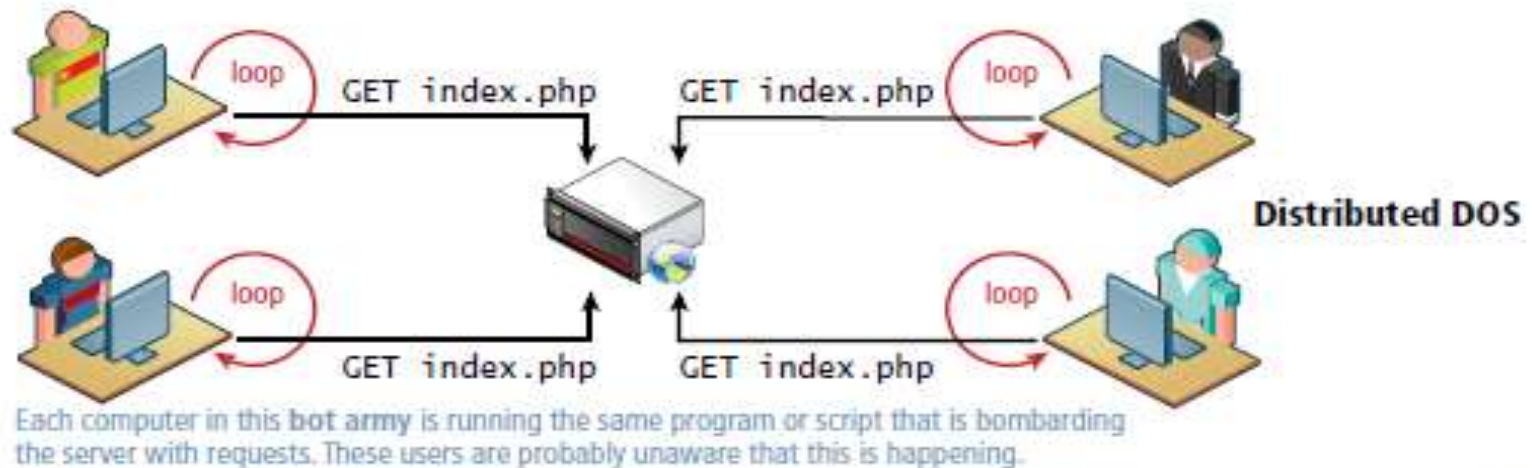 loop
GET index.php
GET index.php
loop
Distributed DOS
loop
GET index.php
GET index.php
loop
Each computer in this bot army is running the same program or script that is bombarding
the server with requests. These users are probably unaware that this is happening.